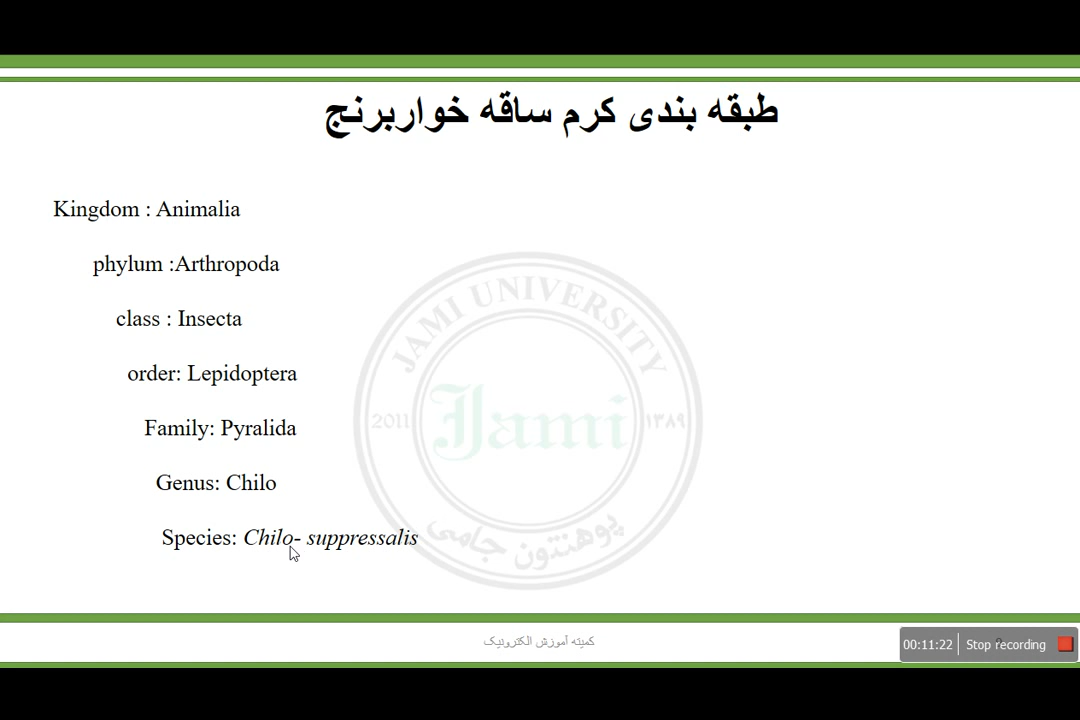 طبقه بندی کرم ساقه خواربرنج
Kingdom : Animalia
phylum :Arthropoda
class : Insecta
order: Lepidoptera
Family: Pyralida
Genus: Chilo
Species: Chilo- suppressalis
JAMI UNIVERSITY
2011
Jami
۱۳۸۹
پوهنتون جامی
کمیته آموزش الکترونیک
00:11:22
Stop recording